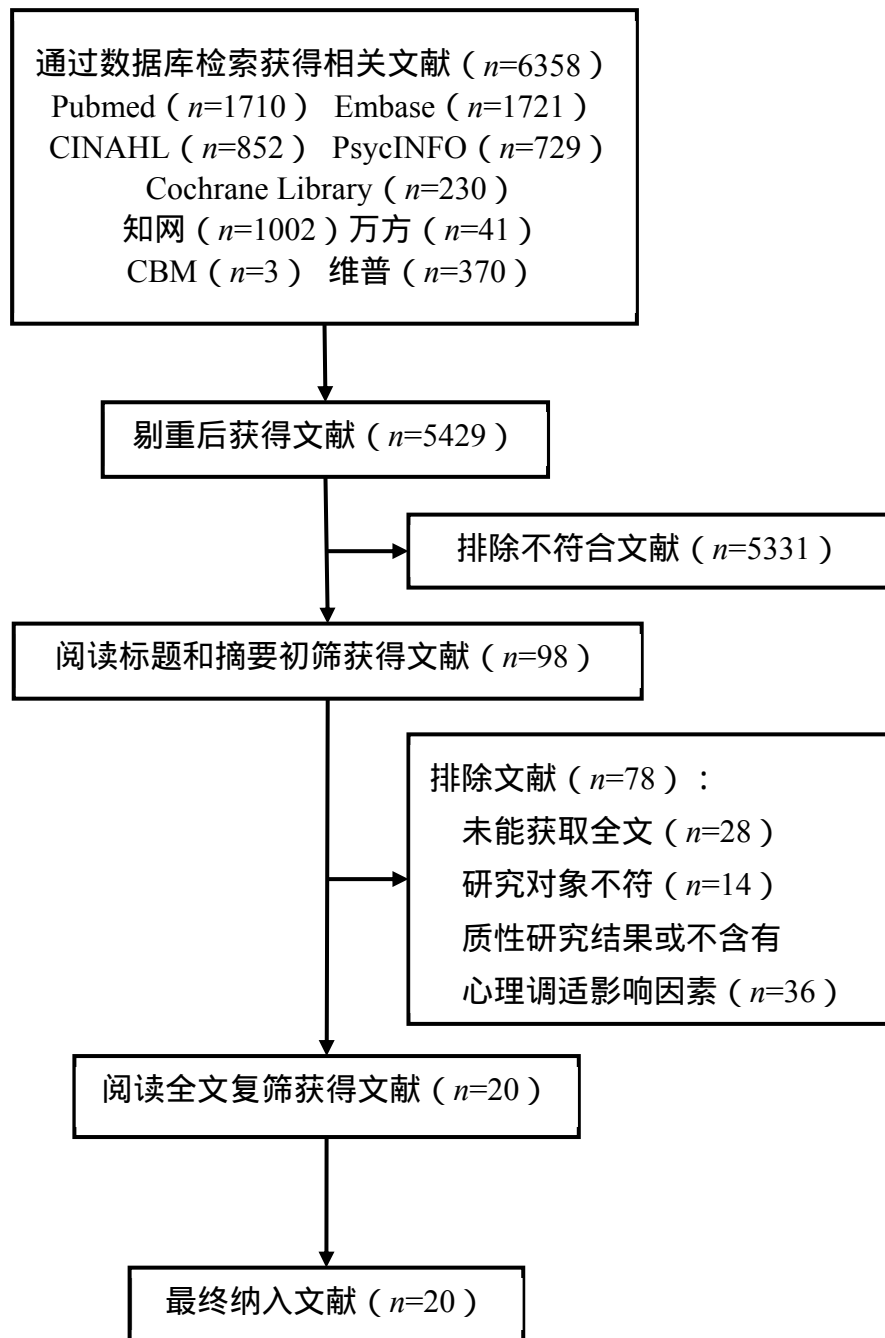 通过数据库检索获得相关文献（n=6358）
Pubmed（n=1710） Embase（n=1721）
CINAHL（n=852） PsycINFO（n=729）
Cochrane Library（n=230）
知网（n=1002）万方（n=41）
CBM（n=3） 维普（n=370）
剔重后获得文献（n=5429）
排除不符合文献（n=5331）
阅读标题和摘要初筛获得文献（n=98）
排除文献（n=78）：
未能获取全文（n=28）
研究对象不符（n=14）
质性研究结果或不含有
心理调适影响因素（n=36）
阅读全文复筛获得文献（n=20）
最终纳入文献（n=20）